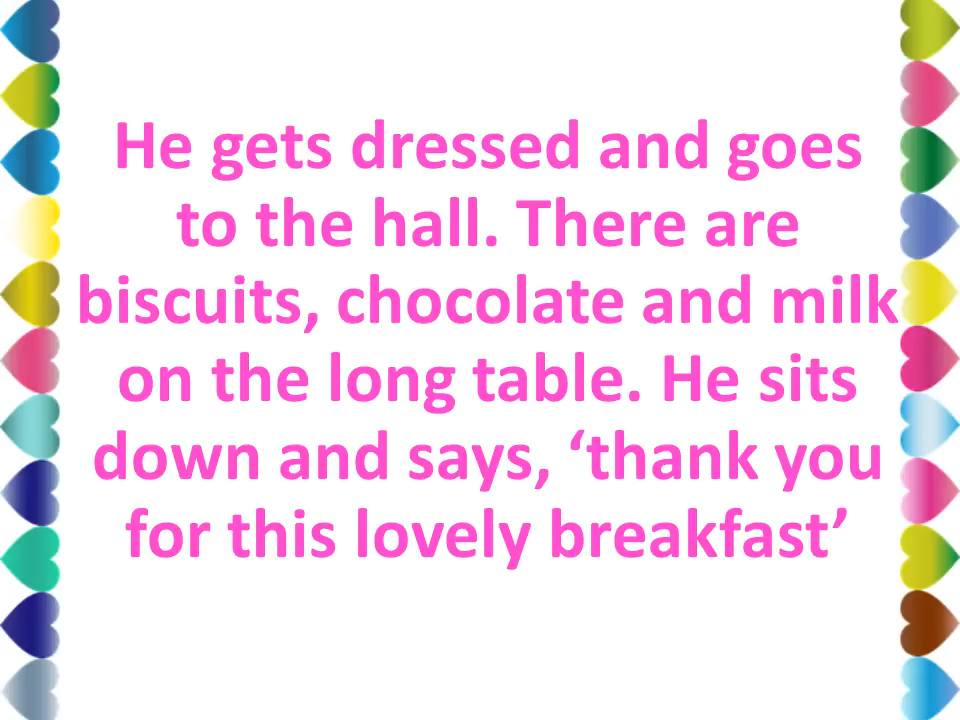 He gets dressed and goes
to the hall. There are
biscuits, chocolate and milk
on the long table. He sits
down and says, ‘thank you
for this lovely breakfast’